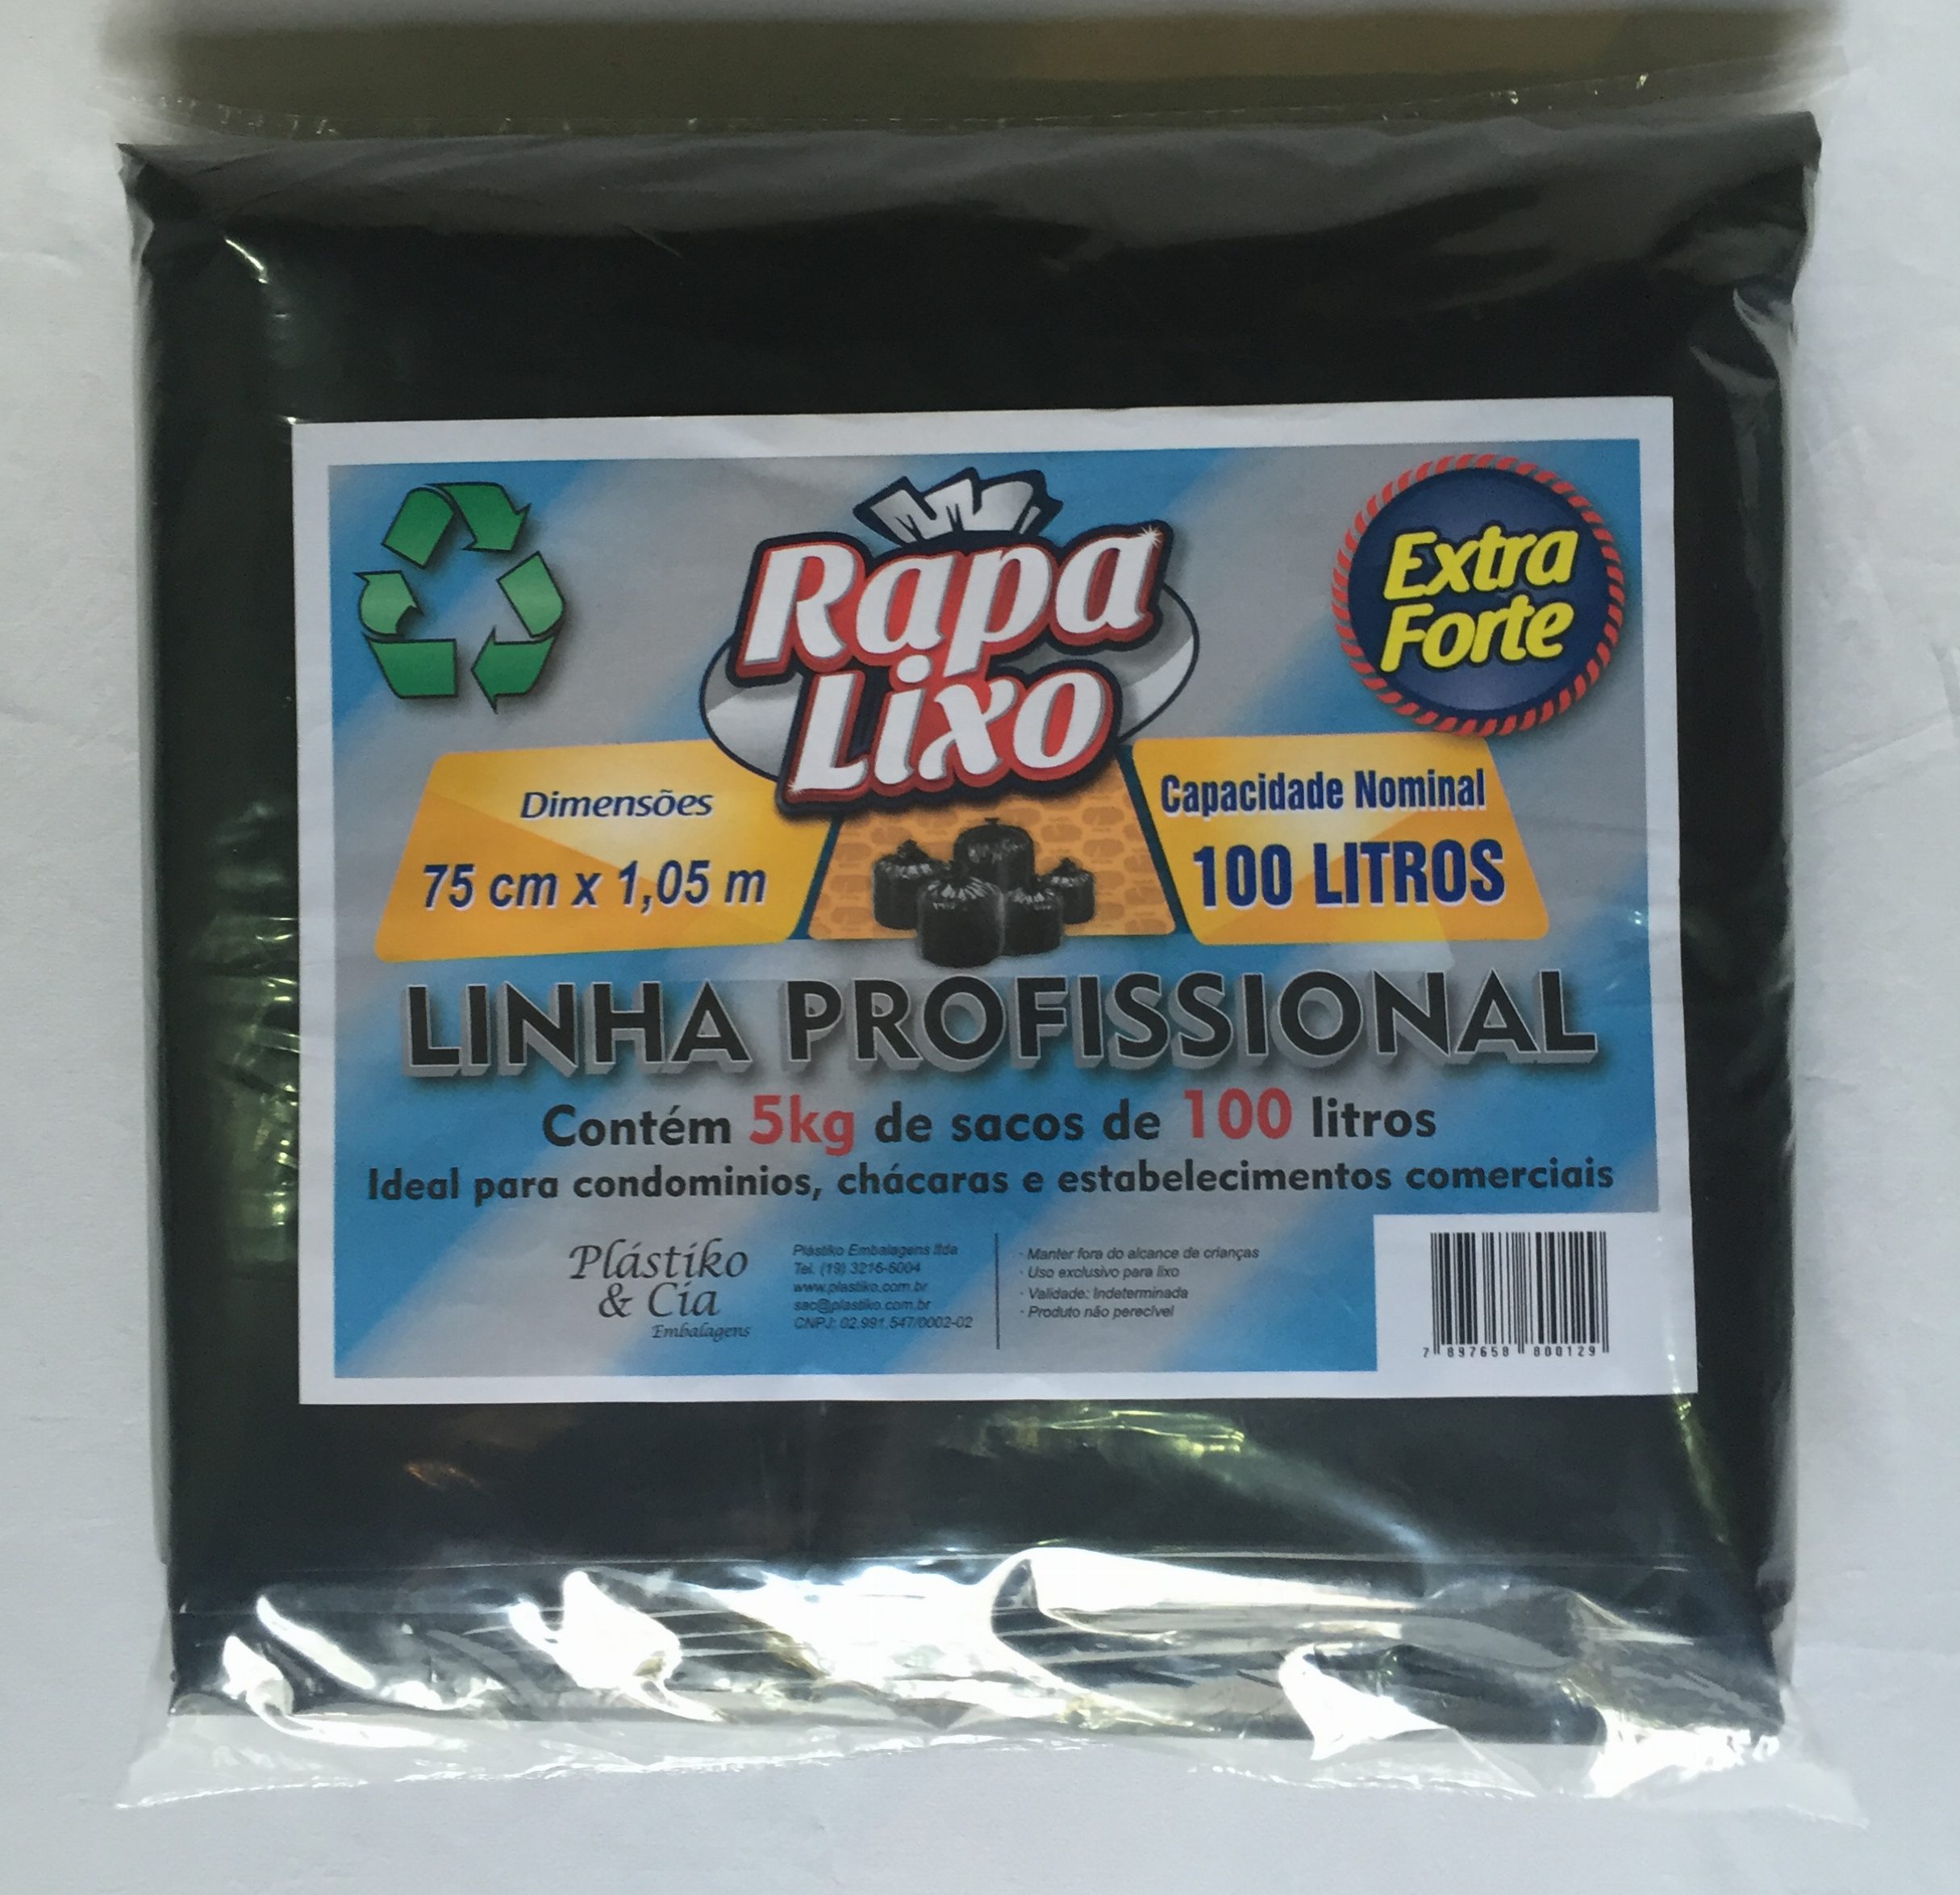 Rapa
Lixo
Extra
Forte
Dimensões
75 cm x 1,05 m
Capacidade Nominal
100 LITROS
LINHA PROFISSIONAL
Contém 5kg de sacos de 100 litros
Ideal para condominios, chácaras e estabelecimentos comerciais
Plástiko
& Cia
Embalagens
Plástiko Embalagens ltda
Tel. (19) 3216-6004
www.plastiko.com.br
sac@plastiko.com.br
CNPJ: 02.991.547/0002-02
· Manter fora do alcance de crianças
· Uso exclusivo para lixo
· Validade: Indeterminada
· Produto não perecível
7 897650 800129